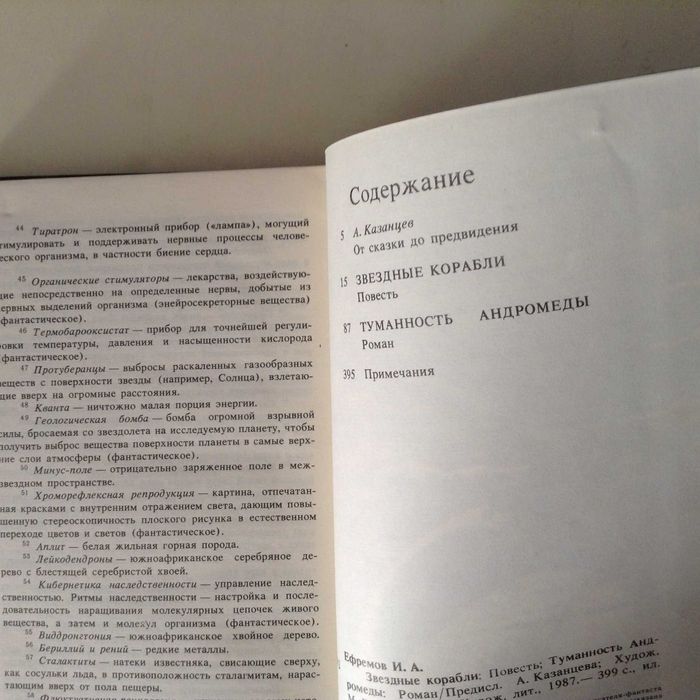 44 Тиратрон — электронный прибор («лампа»), могущий
стимулировать и поддерживать нервные процессы челове-
ческого организма, в частности биение сердца.
45 Органические стимуляторы — лекарства, воздействую-
щие непосредственно на определенные нервы, добытые из
нервных выделений организма (энейросекреторные вещества)
(фантастическое).
46 Термобарооксистат — прибор для точнейшей регули-
ровки температуры, давления и насыщенности кислорода
(фантастическое).
47 Протуберанцы — выбросы раскаленных газообразных
веществ с поверхности звезды (например, Солнца), взлетаю-
щие вверх на огромные расстояния.
48 Кванта — ничтожно малая порция энергии.
49 Геологическая бомба — бомба огромной взрывной
силы, бросаемая со звездолета на исследуемую планету, чтобы
получить выброс вещества поверхности планеты в самые верх-
ние слои атмосферы (фантастическое).
50 Минус-поле — отрицательно заряженное поле в меж-
звездном пространстве.
51 Хроморефлексная репродукция — картина, отпечатан-
ная красками с внутренним отражением света, дающим повы-
шенную стереоскопичность плоского рисунка в естественном
переходе цветов и светов (фантастическое).
52 Аплит — белая жильная горная порода.
53 Лейкодендроны — южноафриканское серебряное де-
рево с блестящей серебристой хвоей.
54 Кибернетика наследственности — управление наслед-
ственностью. Ритмы наследственности — настройка и после-
довательность наращивания молекулярных цепочек живого
вещества, а затем и молекул организма (фантастическое).
55 Виддронгтония — южноафриканское хвойное дерево.
56 Бериллий и рений — редкие металлы.
57 Сталактиты — натеки известняка, свисающие сверху,
как сосульки льда, в противоположность сталагмитам, нарас-
тающим вверх от пола пещеры.
58
Содержание
5 А. Казанцев
От сказки до предвидения
15 ЗВЕЗДНЫЕ КОРАБЛИ
Повесть
87 ТУМАННОСТЬ АНДРОМЕДЫ
Роман
395 Примечания
Ефремов И. А.
Звездные корабли: Повесть; Туманность Анд-
ромеды: Роман/Предисл. А. Казанцева; Худож.
лит. 1987.— 399 с., ил.